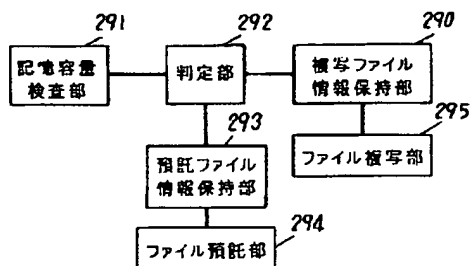 291
292
290
記憶容量
検査部
判定部
複写ファイル
情報保持部
293
295
預託ファイル
情報保持部
ファイル複写部
294
ファイル預託部